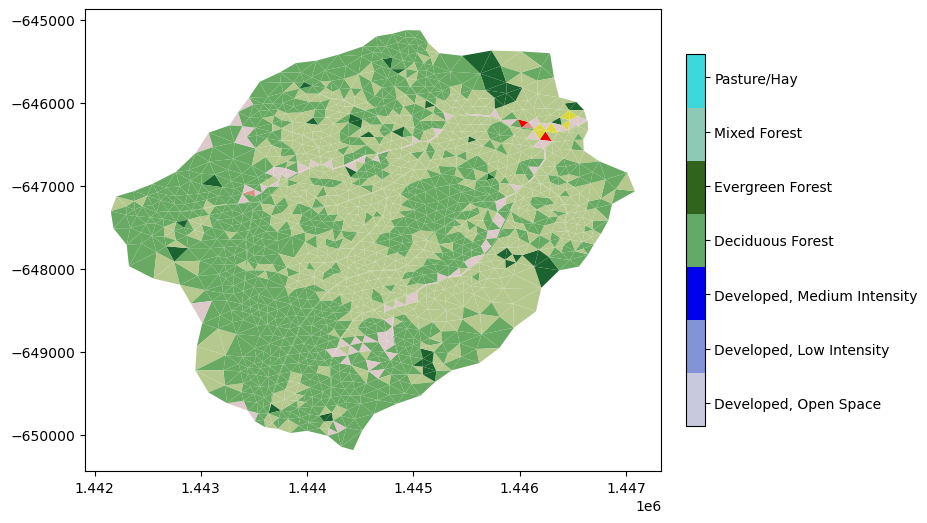 −645000
−646000
−647000
−648000
−649000
−650000
1.442 1.443 1.444 1.445 1.446 1.447
1e6
Pasture/Hay
Mixed Forest
Evergreen Forest
Deciduous Forest
Developed, Medium Intensity
Developed, Low Intensity
Developed, Open Space